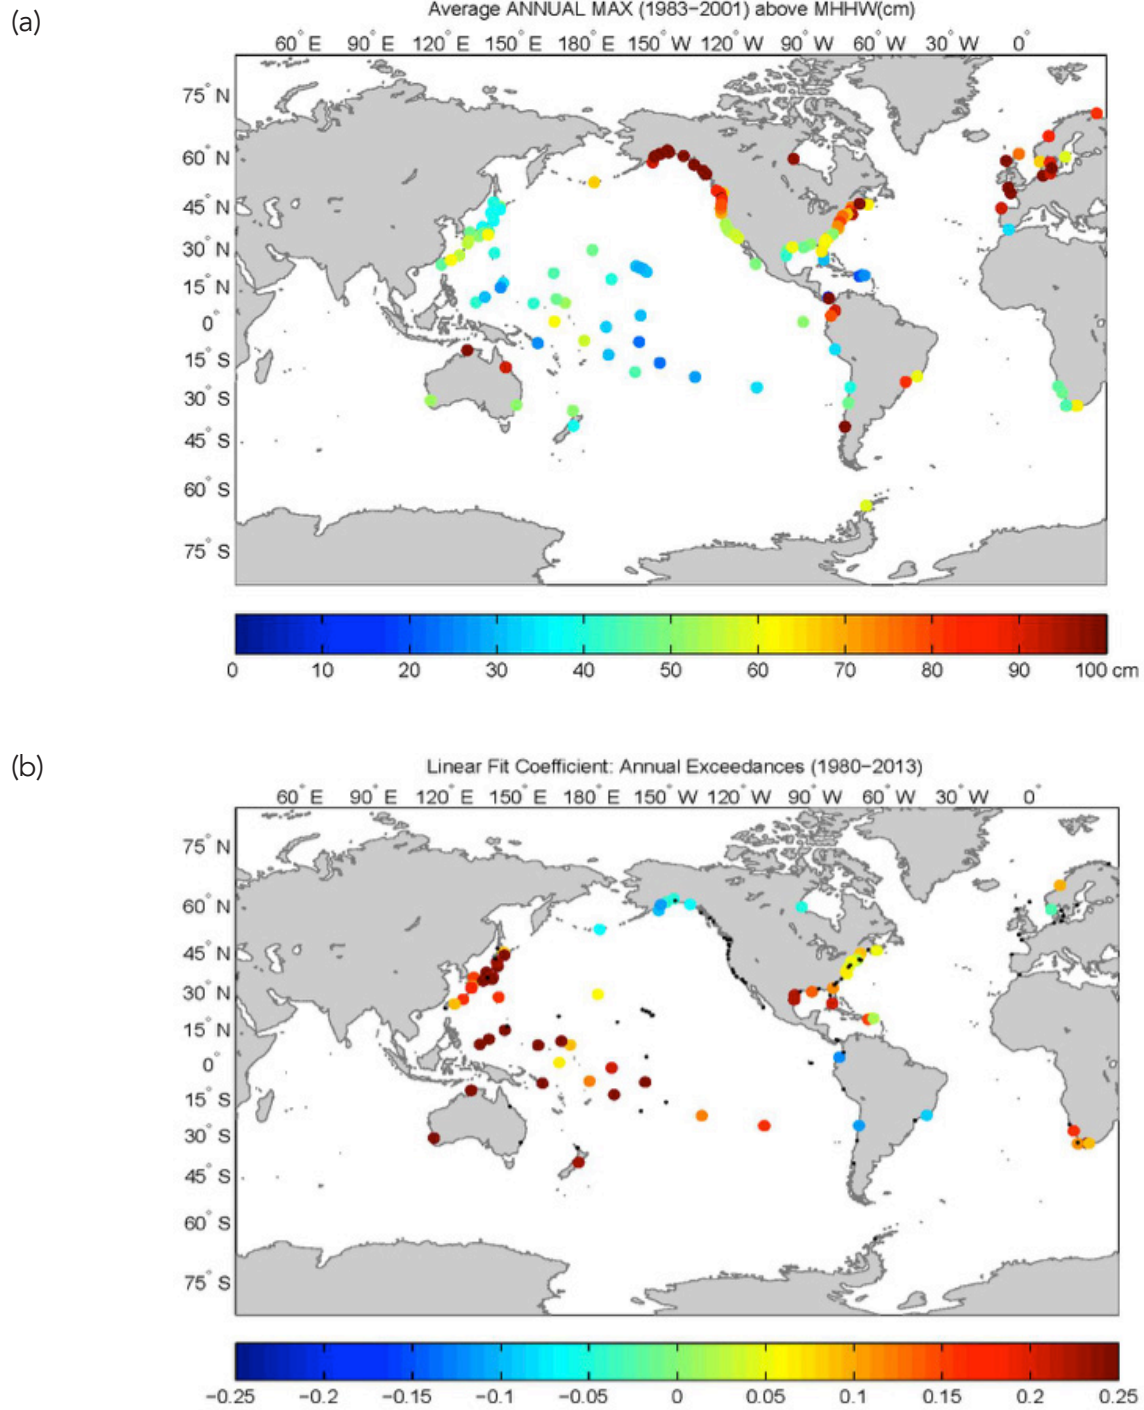 (a)
Average ANNUAL MAX (1983−2001) above MHHW(cm)
60° E 90° E 120° E 150° E 180° E 150° W 120° W 90° W 60° W 30° W 0°
75° N
60° N
45° N
30° N
15° N
0°
15° S
30° S
45° S
60° S
75° S
0 10 20 30 40 50 60 70 80 90 100 cm
(b)
Linear Fit Coefficient: Annual Exceedances (1980−2013)
60° E 90° E 120° E 150° E 180° E 150° W 120° W 90° W 60° W 30° W 0°
75° N
60° N
45° N
30° N
15° N
0°
15° S
30° S
45° S
60° S
75° S
−0.25 −0.2 −0.15 −0.1 −0.05 0 0.05 0.1 0.15 0.2 0.25